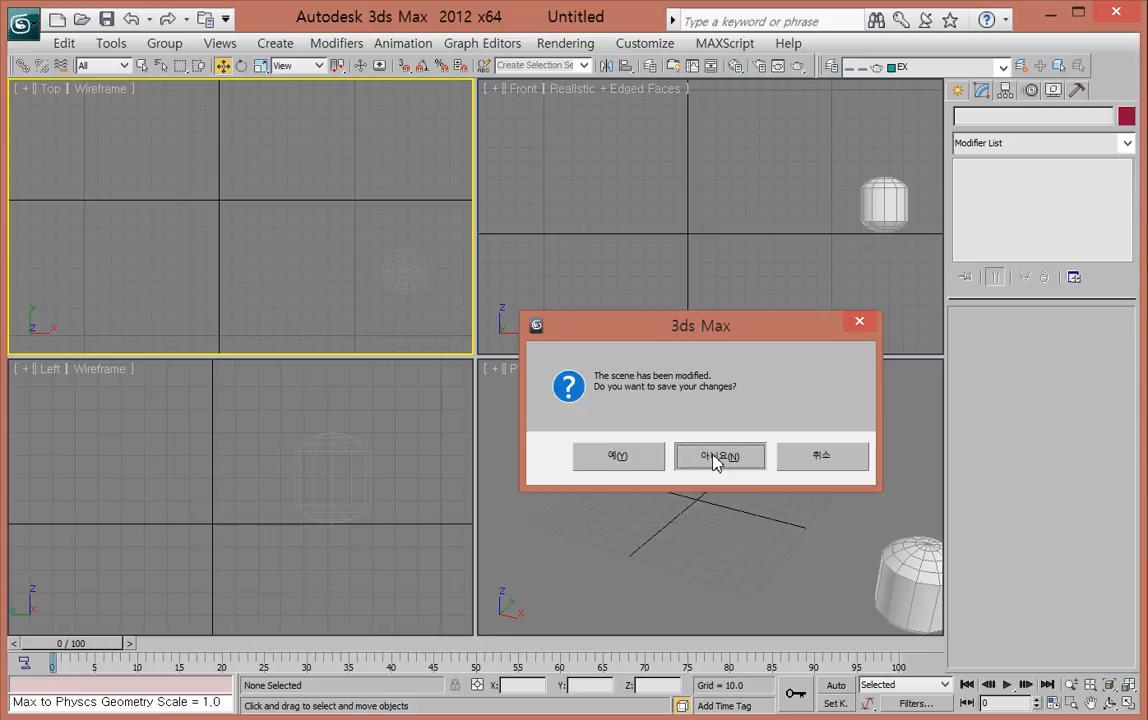 Autodesk 3ds Max 2012 x64 Untitled
Type a keyword or phrase
Edit Tools Group Views Create Modifiers Animation Graph Editors Rendering Customize MAXScript Help
All View Create Selection Se EX
[ + ] Top Wireframe ]
[ + ] Front Realistic + Edged Faces ]
Modifier List
3ds Max
The scene has been modified.
Do you want to save your changes?
예(Y) 아니요(N) 취소
[ + ] Left Wireframe ]
[ + ] P
Z X Y
0 / 100
0 5 10 15 20 25 30 35 40 45 50 55 60 65 70 75 80 85 90 95 100
None Selected X: Y: Z: Grid = 10.0 Auto Selected
Max to Physcs Geometry Scale = 1,0 Click and drag to select and move objects Add Time Tag Set K. Filters... 0